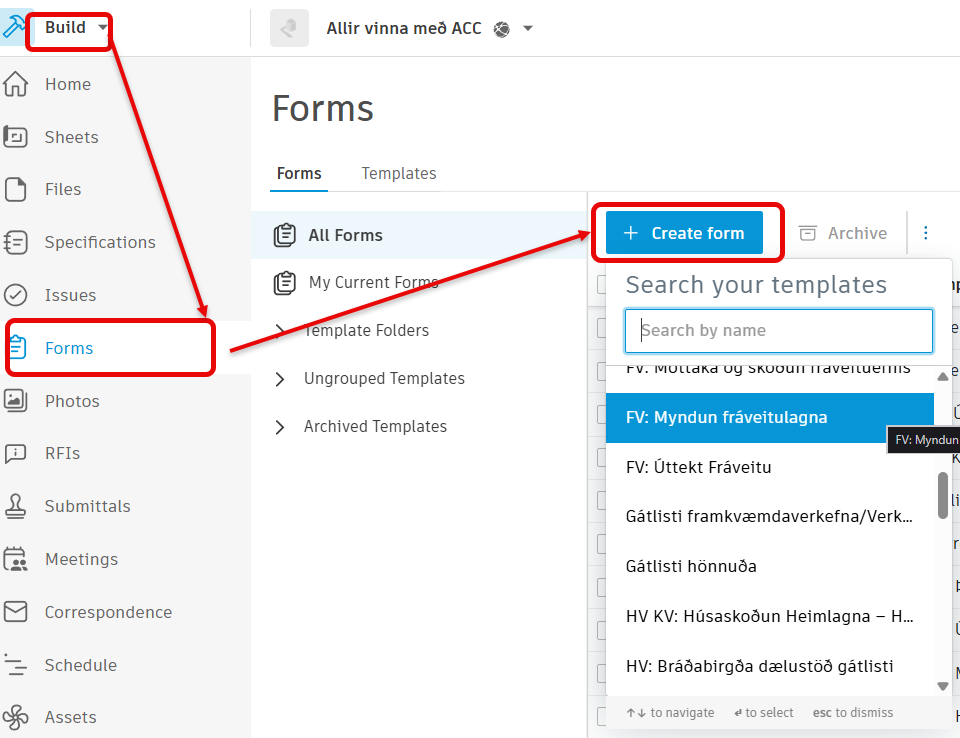 Build
Allir vinna með ACC
Home
Sheets
Files
Specifications
Issues
Forms
Photos
RFIs
Submittals
Meetings
Correspondence
Schedule
Assets
Forms
Forms
Templates
All Forms
My Current Forms
Template Folders
Ungrouped Templates
Archived Templates
Create form
Archive
Search your templates
Search by name
FV: Móttaka og skoðun fráveituefnis
FV: Myndun fráveitulagna
FV: Myndun
FV: Úttekt Fráveitu
Gátlisti framkvæmdaverkefna/Verk...
Gátlisti hönnuða
HV KV: Húsaskoðun Heimlagna – H...
HV: Bráðabirgða dælustöð gátlisti
↑↓ to navigate
↵ to select
esc to dismiss